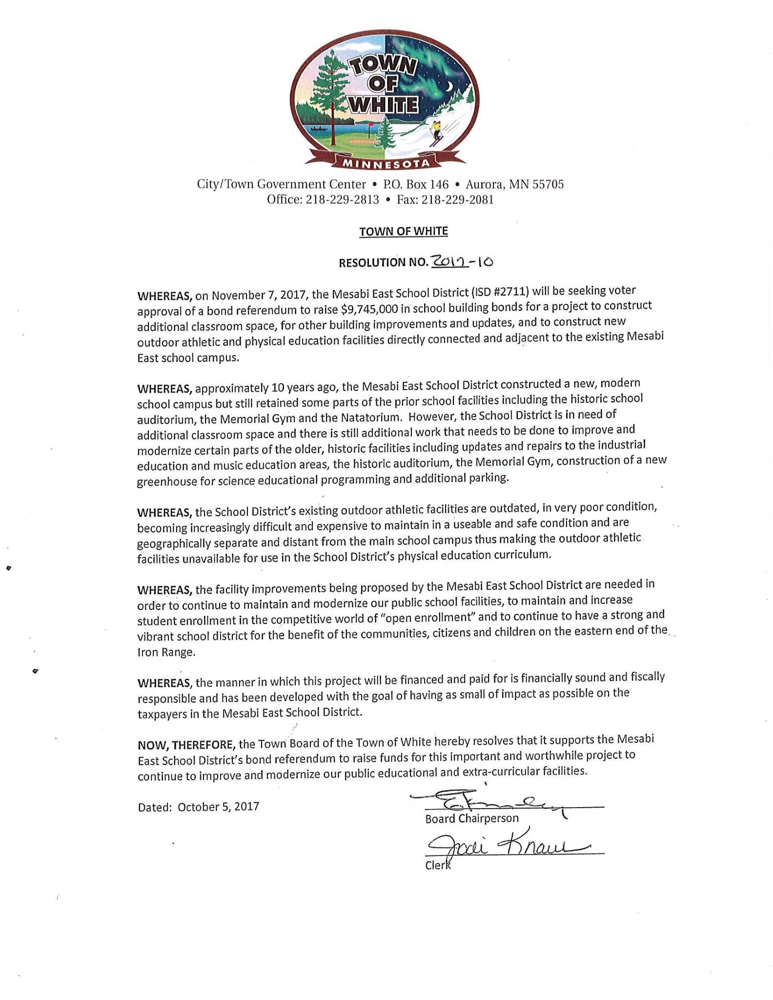 TOWN
OF
WHITE
MINNESOTA
City/Town Government Center • P.O. Box 146 • Aurora, MN 55705
Office: 218-229-2813 • Fax: 218-229-2081
TOWN OF WHITE
RESOLUTION NO. 2017-10
WHEREAS, on November 7, 2017, the Mesabi East School District (ISD #2711) will be seeking voter
approval of a bond referendum to raise $9,745,000 in school building bonds for a project to construct
additional classroom space, for other building improvements and updates, and to construct new
outdoor athletic and physical education facilities directly connected and adjacent to the existing Mesabi
East school campus.
WHEREAS, approximately 10 years ago, the Mesabi East School District constructed a new, modern
school campus but still retained some parts of the prior school facilities including the historic school
auditorium, the Memorial Gym and the Natatorium. However, the School District is in need of
additional classroom space and there is still additional work that needs to be done to improve and
modernize certain parts of the older, historic facilities including updates and repairs to the industrial
education and music education areas, the historic auditorium, the Memorial Gym, construction of a new
greenhouse for science educational programming and additional parking.
WHEREAS, the School District's existing outdoor athletic facilities are outdated, in very poor condition,
becoming increasingly difficult and expensive to maintain in a useable and safe condition and are
geographically separate and distant from the main school campus thus making the outdoor athletic
facilities unavailable for use in the School District's physical education curriculum.
WHEREAS, the facility improvements being proposed by the Mesabi East School District are needed in
order to continue to maintain and modernize our public school facilities, to maintain and increase
student enrollment in the competitive world of “open enrollment” and to continue to have a strong and
vibrant school district for the benefit of the communities, citizens and children on the eastern end of the
Iron Range.
WHEREAS, the manner in which this project will be financed and paid for is financially sound and fiscally
responsible and has been developed with the goal of having as small of impact as possible on the
taxpayers in the Mesabi East School District.
NOW, THEREFORE, the Town Board of the Town of White hereby resolves that it supports the Mesabi
East School District's bond referendum to raise funds for this important and worthwhile project to
continue to improve and modernize our public educational and extra-curricular facilities.
Dated: October 5, 2017
Board Chairperson
Jodi Knaus
Clerk